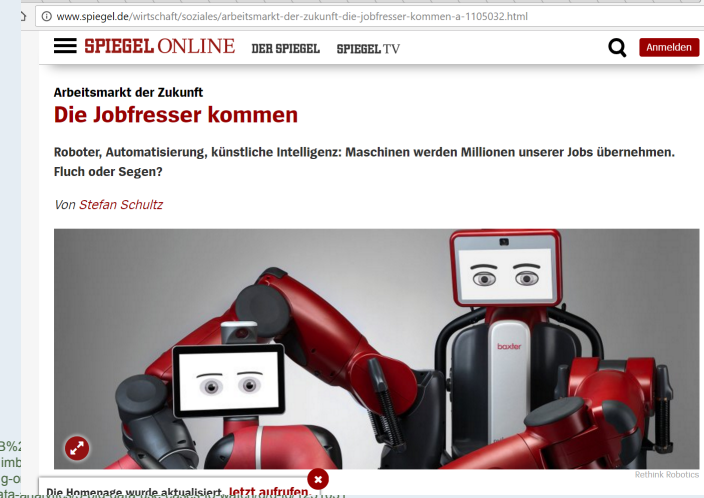 www.spiegel.de/wirtschaft/soziales/arbeitsmarkt-der-zukunft-die-jobfresser-kommen-a-1105032.html
SPIEGEL ONLINE DER SPIEGEL SPIEGEL TV Anmelden
Arbeitsmarkt der Zukunft
Die Jobfresser kommen
Roboter, Automatisierung, künstliche Intelligenz: Maschinen werden Millionen unserer Jobs übernehmen.
Fluch oder Segen?
Von Stefan Schultz
baxter
Rethink Robotics
Die Homepage wurde aktualisiert. Jetzt aufrufen.